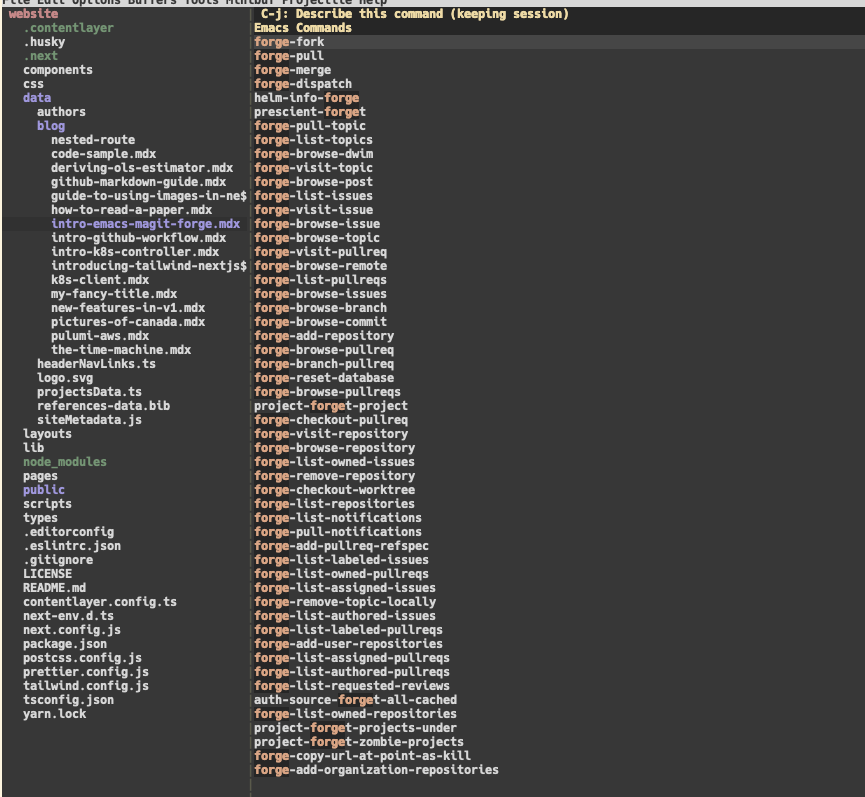 File Edit Options Buffers Tools Minibuf Projectile Help
website
.contentlayer
.husky
.next
components
css
data
authors
blog
nested-route
code-sample.mdx
deriving-ols-estimator.mdx
github-markdown-guide.mdx
guide-to-using-images-in-ne$
how-to-read-a-paper.mdx
intro-emacs-magit-forge.mdx
intro-github-workflow.mdx
intro-k8s-controller.mdx
introducing-tailwind-nextjs$
k8s-client.mdx
my-fancy-title.mdx
new-features-in-v1.mdx
pictures-of-canada.mdx
pulumi-aws.mdx
the-time-machine.mdx
headerNavLinks.ts
logo.svg
projectsData.ts
references-data.bib
siteMetadata.js
layouts
lib
node_modules
pages
public
scripts
types
.editorconfig
.eslintrc.json
.gitignore
LICENSE
README.md
contentlayer.config.ts
next-env.d.ts
next.config.js
package.json
postcss.config.js
prettier.config.js
tailwind.config.js
tsconfig.json
yarn.lock
C-j: Describe this command (keeping session)
Emacs Commands
forge-fork
forge-pull
forge-merge
forge-dispatch
helm-info-forge
prescient-forget
forge-pull-topic
forge-list-topics
forge-browse-dwim
forge-visit-topic
forge-browse-post
forge-list-issues
forge-visit-issue
forge-browse-issue
forge-browse-topic
forge-visit-pullreq
forge-browse-remote
forge-list-pullreqs
forge-browse-issues
forge-browse-branch
forge-browse-commit
forge-add-repository
forge-browse-pullreq
forge-branch-pullreq
forge-reset-database
forge-browse-pullreqs
project-forget-project
forge-checkout-pullreq
forge-visit-repository
forge-browse-repository
forge-list-owned-issues
forge-remove-repository
forge-checkout-worktree
forge-list-repositories
forge-list-notifications
forge-pull-notifications
forge-add-pullreq-refspec
forge-list-labeled-issues
forge-list-owned-pullreqs
forge-list-assigned-issues
forge-remove-topic-locally
forge-list-authored-issues
forge-list-labeled-pullreqs
forge-add-user-repositories
forge-list-assigned-pullreqs
forge-list-authored-pullreqs
forge-list-requested-reviews
auth-source-forget-all-cached
forge-list-owned-repositories
project-forget-projects-under
project-forget-zombie-projects
forge-copy-url-at-point-as-kill
forge-add-organization-repositories